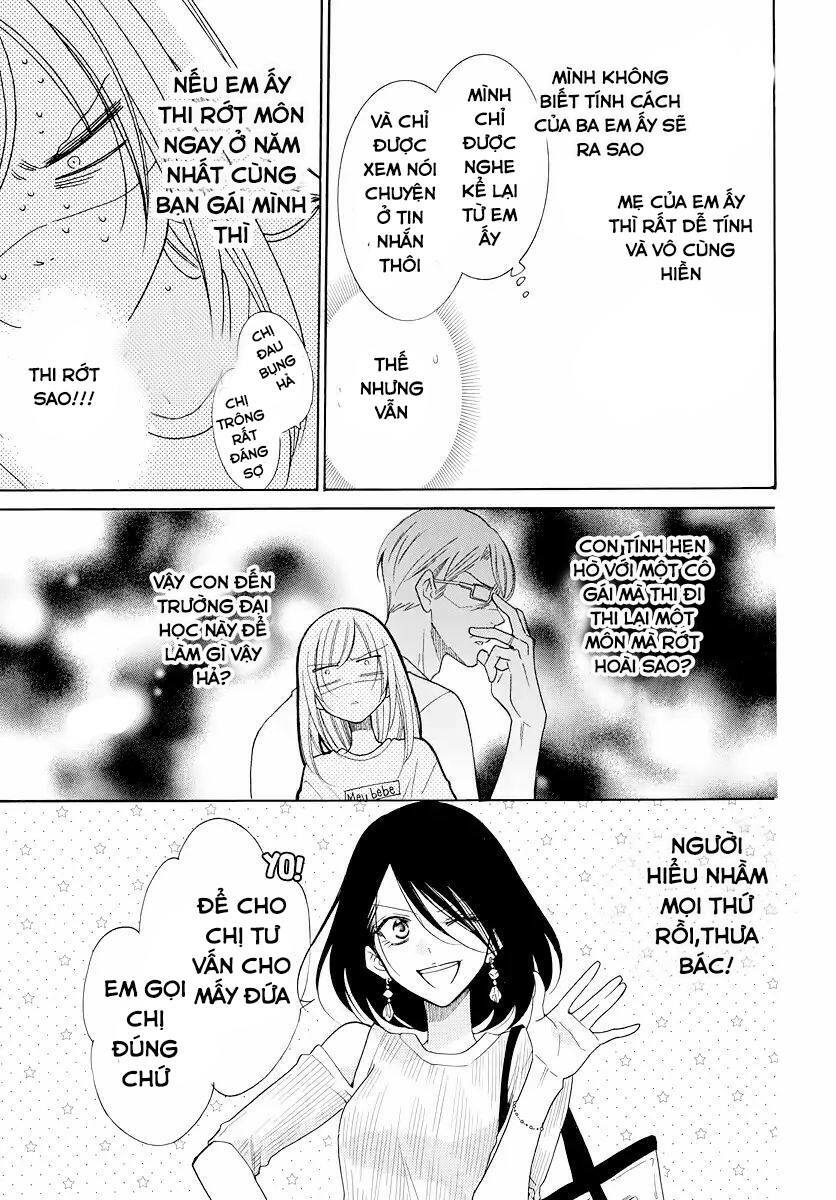 MÌNH KHÔNG
BIẾT TÍNH CÁCH
CỦA BA EM ẤY SẼ
RA SAO
MẸ CỦA EM ẤY
THÌ RẤT DỄ TÍNH
VÀ VÔ CÙNG
HIỀN
MÌNH
CHỈ
ĐƯỢC
NGHE
KỂ LẠI
TỪ EM
ẤY
VÀ CHỈ
ĐƯỢC
XEM NÓI
CHUYỆN
Ở TIN
NHẮN
THÔI
THẾ
NHƯNG
VẪN
NẾU EM ẤY
THI RỚT MÔN
NGAY Ở NĂM
NHẤT CÙNG
BẠN GÁI MÌNH
THÌ
CHỊ
ĐAU
BỤNG
HẢ
CHỊ
TRÔNG
RẤT
ĐÁNG
SỢ
THI RỚT
SAO!!!
CON TÍNH HẸN
HÒ VỚI MỘT CÔ
GÁI MÀ THI ĐI
THI LẠI MỘT
MÔN MÀ RỚT
HOÀI SAO?
VẬY CON ĐẾN
TRƯỜNG ĐẠI
HỌC NÀY ĐỂ
LÀM GÌ VẬY
HẢ?
Meu bebe
NGƯỜI
HIỂU NHẦM
MỌI THỨ
RỒI,THƯA
BÁC!
YO!
ĐỂ CHO
CHỊ TƯ
VẤN CHO
MẤY ĐỨA
EM GỌI
CHỊ
ĐÚNG
CHỨ